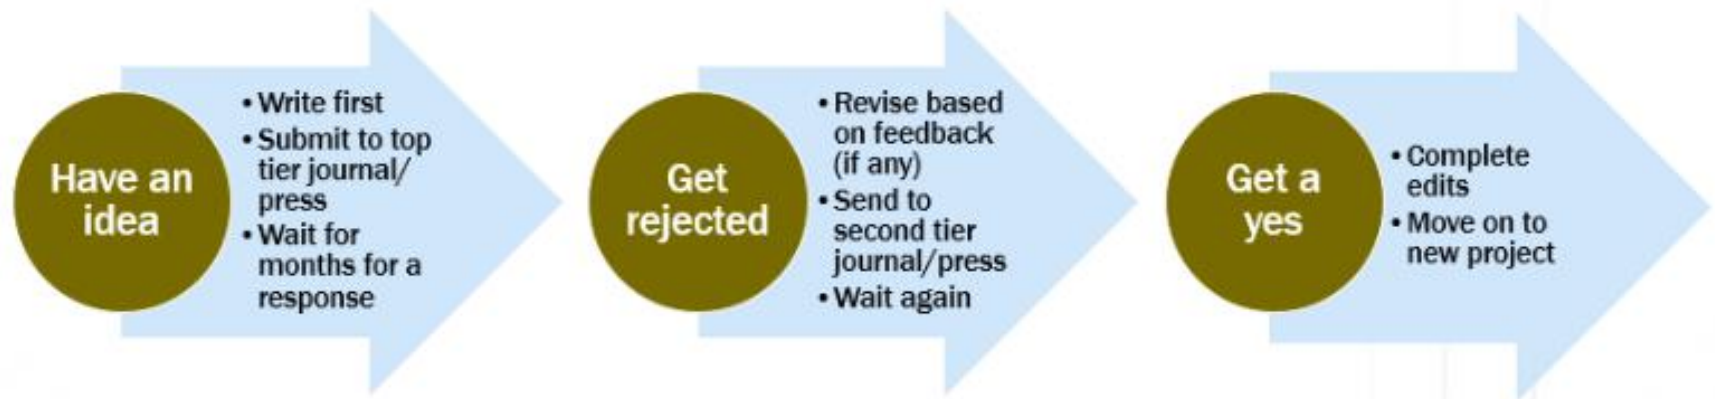 Have an
idea
• Write first
• Submit to top
tier journal/
press
• Wait for
months for a
response
Get
rejected
• Revise based
on feedback
(if any)
• Send to
second tier
journal/press
• Wait again
Get a
yes
• Complete
edits
• Move on to
new project